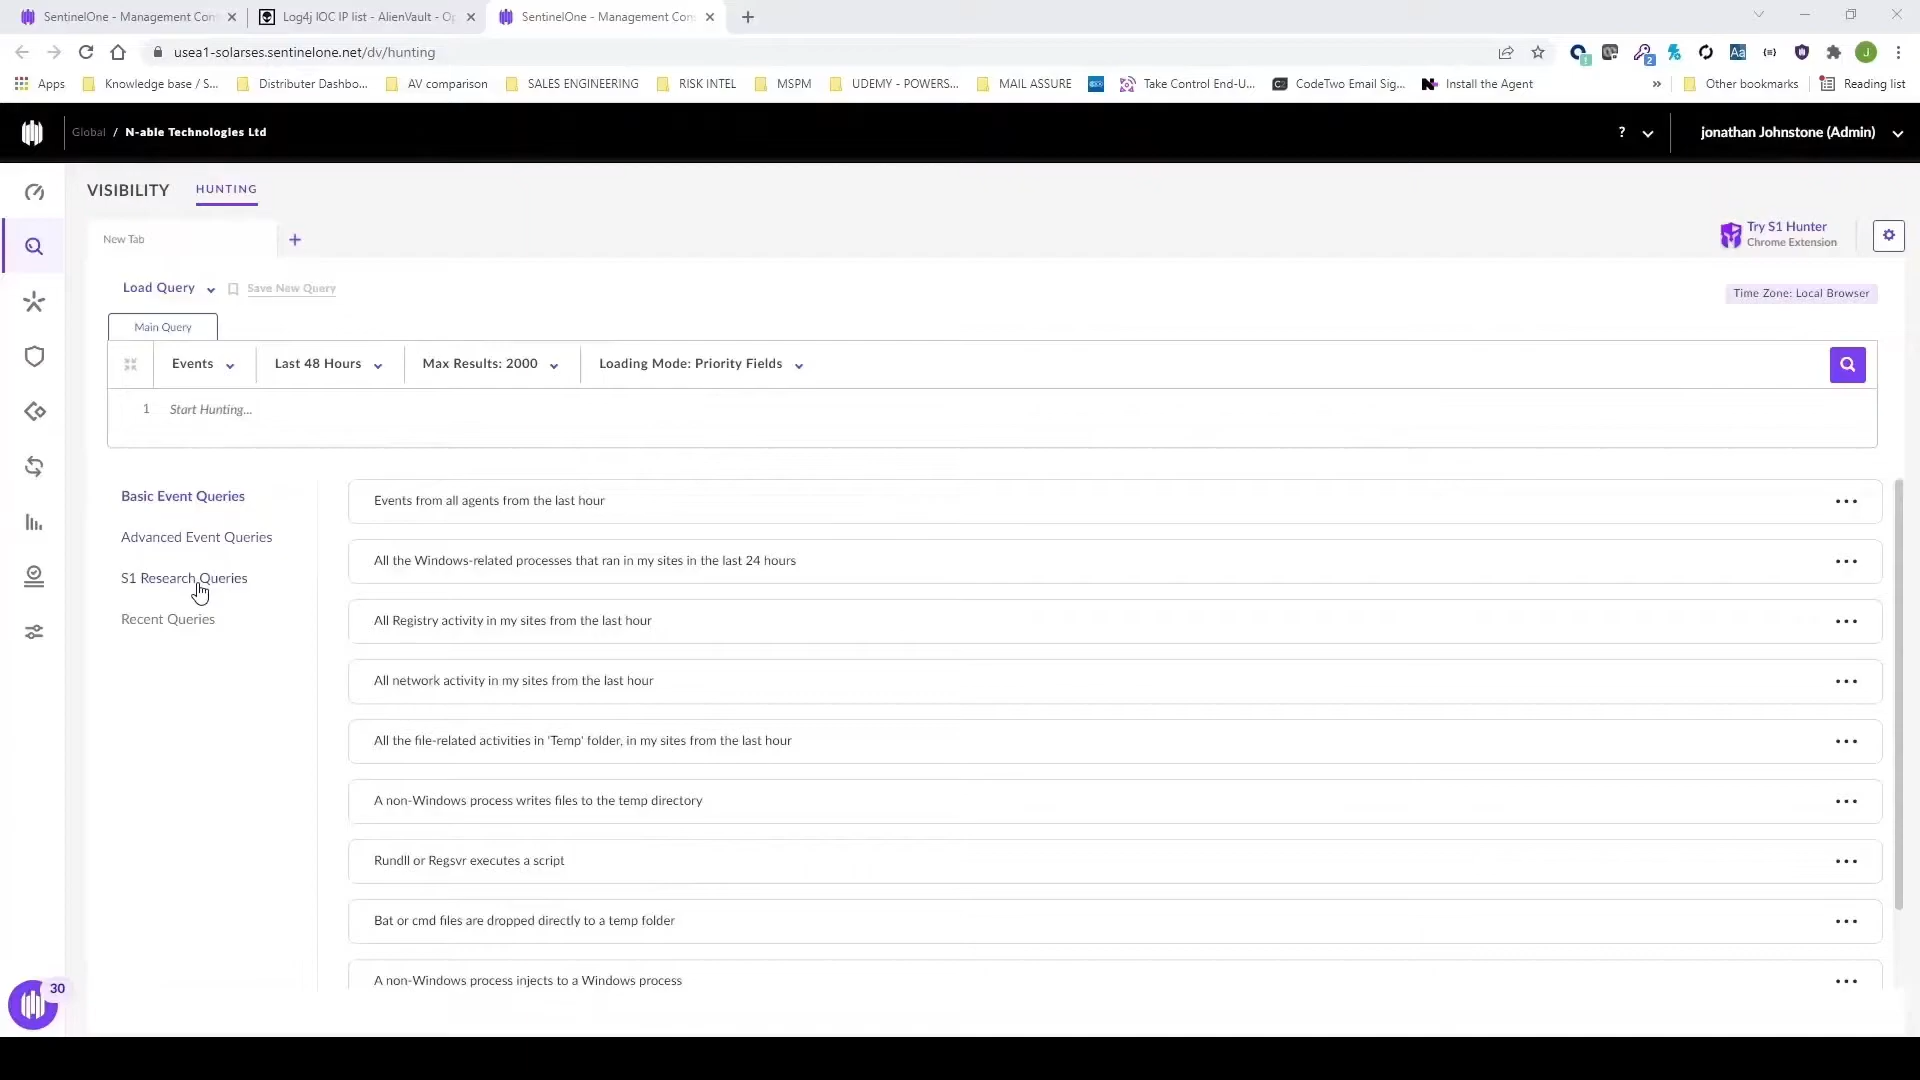 SentinelOne - Management Con
Log4j IOC IP list - AlienVault - Op
SentinelOne - Management Con
usea1-solarses.sentinelone.net/dv/hunting
Apps
Knowledge base / S...
Distributer Dashbo...
AV comparison
SALES ENGINEERING
RISK INTEL
MSPM
UDEMY - POWERS...
MAIL ASSURE
Take Control End-U...
CodeTwo Email Sig...
Install the Agent
»
Other bookmarks
Reading list
Global / N-able Technologies Ltd
?
jonathan Johnstone (Admin)
VISIBILITY
HUNTING
New Tab
+
Try S1 Hunter
Chrome Extension
Load Query
Save New Query
Time Zone: Local Browser
Main Query
Events
Last 48 Hours
Max Results: 2000
Loading Mode: Priority Fields
1 Start Hunting...
Basic Event Queries
Advanced Event Queries
S1 Research Queries
Recent Queries
Events from all agents from the last hour
All the Windows-related processes that ran in my sites in the last 24 hours
All Registry activity in my sites from the last hour
All network activity in my sites from the last hour
All the file-related activities in 'Temp' folder, in my sites from the last hour
A non-Windows process writes files to the temp directory
Rundll or Regsvr executes a script
Bat or cmd files are dropped directly to a temp folder
A non-Windows process injects to a Windows process
30